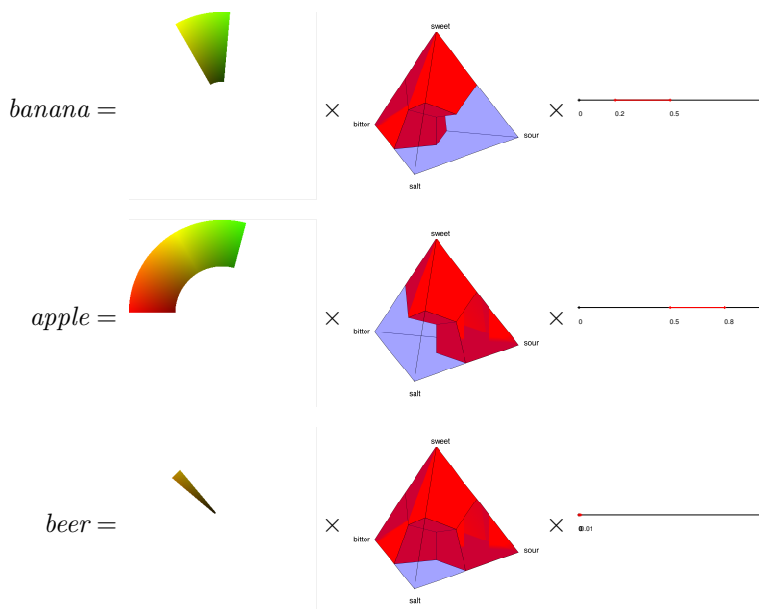 sweet
banana = × bitter sour × 0 0.2 0.5
salt
sweet
apple = × bitter sour × 0 0.5 0.8
salt
sweet
beer = × bitter sour × 0 0.01
salt